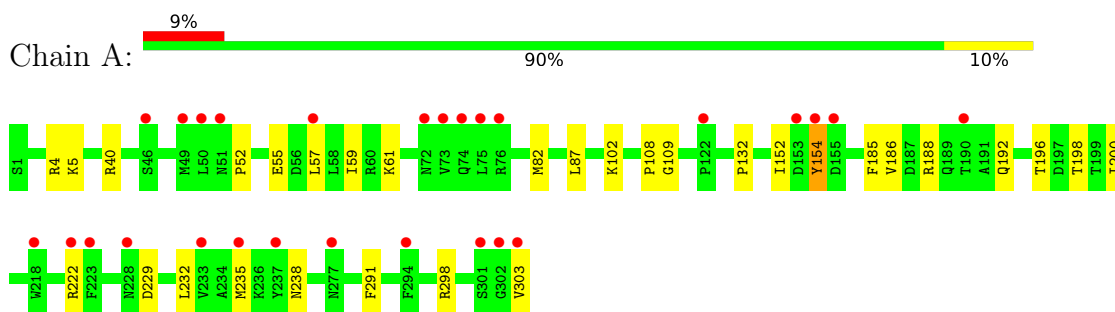 9%
Chain A:
90% 10%
S1 R4 K5 R40 S46 M49 L50 N51 P52 E55 D56 L57 L58 I59 R60 K61 N72 V73 Q74 L75 R76 M82 L87 K102 P108 G109 P122 P132 I152 D153 Y154 D155 F185 V186 D187 R188 Q189 T190 A191 Q192 T196 D197 T198 T199
W218 R222 F223 N228 D229 L232 V233 A234 M235 K236 Y237 N238 N277 F291 F294 R298 S301 G302 V303